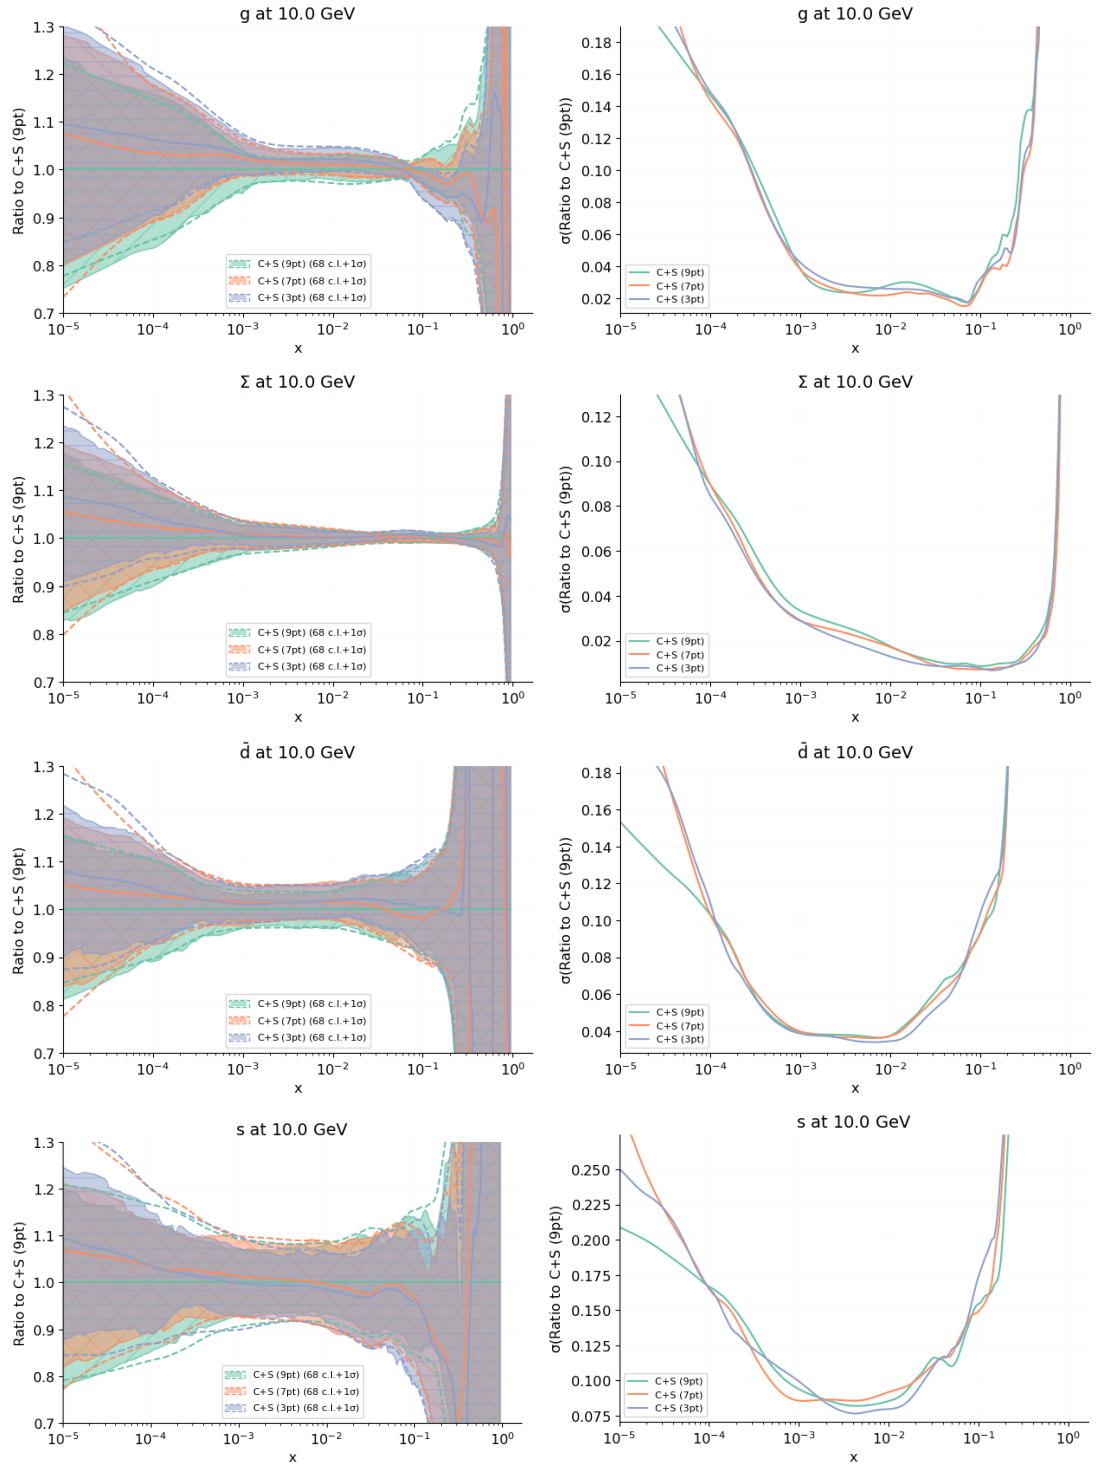 g at 10.0 GeV
Ratio to C+S (9pt)
1.3
1.2
1.1
1.0
0.9
0.8
0.7
C+S (9pt) (68 c.l.+1σ)
C+S (7pt) (68 c.l.+1σ)
C+S (3pt) (68 c.l.+1σ)
10⁻⁵ 10⁻⁴ 10⁻³ 10⁻² 10⁻¹ 10⁰
x
g at 10.0 GeV
σ(Ratio to C+S (9pt))
0.18
0.16
0.14
0.12
0.10
0.08
0.06
0.04
0.02
C+S (9pt)
C+S (7pt)
C+S (3pt)
10⁻⁵ 10⁻⁴ 10⁻³ 10⁻² 10⁻¹ 10⁰
x
Σ at 10.0 GeV
Ratio to C+S (9pt)
1.3
1.2
1.1
1.0
0.9
0.8
0.7
C+S (9pt) (68 c.l.+1σ)
C+S (7pt) (68 c.l.+1σ)
C+S (3pt) (68 c.l.+1σ)
10⁻⁵ 10⁻⁴ 10⁻³ 10⁻² 10⁻¹ 10⁰
x
Σ at 10.0 GeV
σ(Ratio to C+S (9pt))
0.12
0.10
0.08
0.06
0.04
0.02
C+S (9pt)
C+S (7pt)
C+S (3pt)
10⁻⁵ 10⁻⁴ 10⁻³ 10⁻² 10⁻¹ 10⁰
x
d̄ at 10.0 GeV
Ratio to C+S (9pt)
1.3
1.2
1.1
1.0
0.9
0.8
0.7
C+S (9pt) (68 c.l.+1σ)
C+S (7pt) (68 c.l.+1σ)
C+S (3pt) (68 c.l.+1σ)
10⁻⁵ 10⁻⁴ 10⁻³ 10⁻² 10⁻¹ 10⁰
x
d̄ at 10.0 GeV
σ(Ratio to C+S (9pt))
0.18
0.16
0.14
0.12
0.10
0.08
0.06
0.04
C+S (9pt)
C+S (7pt)
C+S (3pt)
10⁻⁵ 10⁻⁴ 10⁻³ 10⁻² 10⁻¹ 10⁰
x
s at 10.0 GeV
Ratio to C+S (9pt)
1.3
1.2
1.1
1.0
0.9
0.8
0.7
C+S (9pt) (68 c.l.+1σ)
C+S (7pt) (68 c.l.+1σ)
C+S (3pt) (68 c.l.+1σ)
10⁻⁵ 10⁻⁴ 10⁻³ 10⁻² 10⁻¹ 10⁰
x
s at 10.0 GeV
σ(Ratio to C+S (9pt))
0.250
0.225
0.200
0.175
0.150
0.125
0.100
0.075
C+S (9pt)
C+S (7pt)
C+S (3pt)
10⁻⁵ 10⁻⁴ 10⁻³ 10⁻² 10⁻¹ 10⁰
x